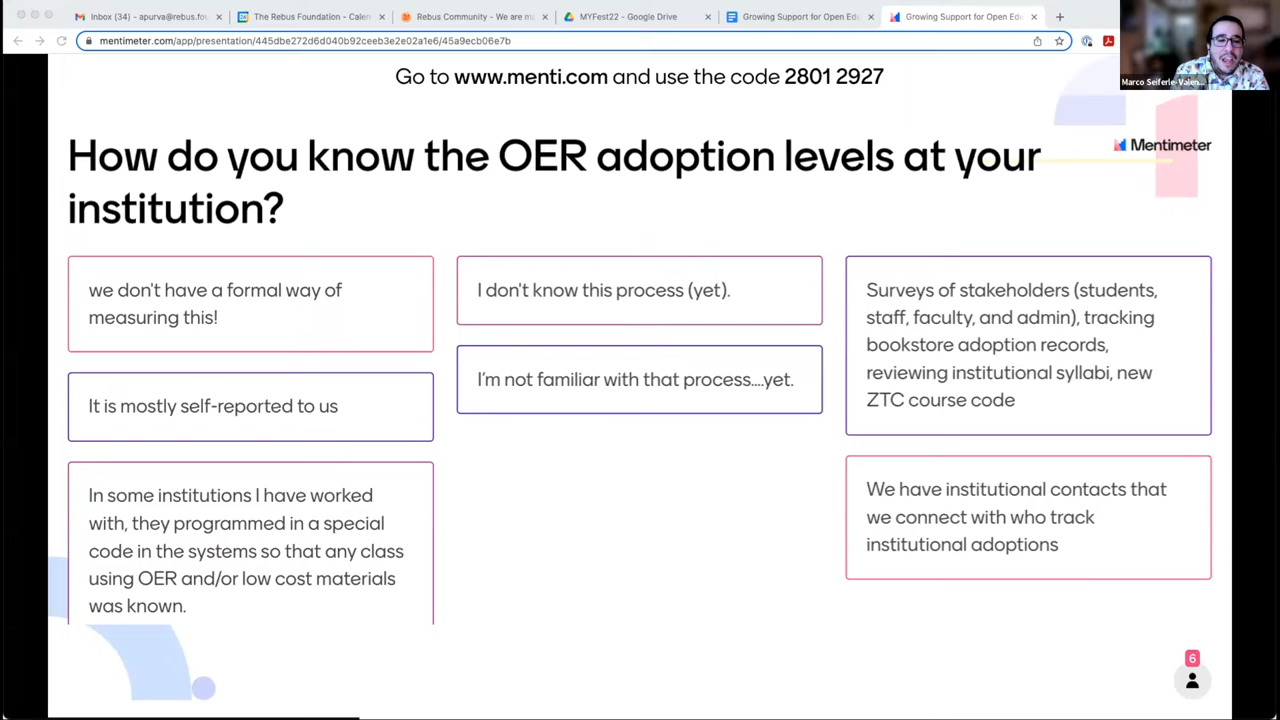 Inbox (34) - apurva@rebus.fou
The Rebus Foundation - Calen
Rebus Community - We are m
MYFest22 - Google Drive
Growing Support for Open Edu
Growing Support for Open Edu
mentimeter.com/app/presentation/445dbe272d6d040b92ceeb3e2e02a1e6/45a9ecb06e7b
Marco Seiferle-Valen...
Go to www.menti.com and use the code 2801 2927
How do you know the OER adoption levels at your
institution?
Mentimeter
we don't have a formal way of
measuring this!
It is mostly self-reported to us
In some institutions I have worked
with, they programmed in a special
code in the systems so that any class
using OER and/or low cost materials
was known.
I don't know this process (yet).
I'm not familiar with that process....yet.
Surveys of stakeholders (students,
staff, faculty, and admin), tracking
bookstore adoption records,
reviewing institutional syllabi, new
ZTC course code
We have institutional contacts that
we connect with who track
institutional adoptions
6